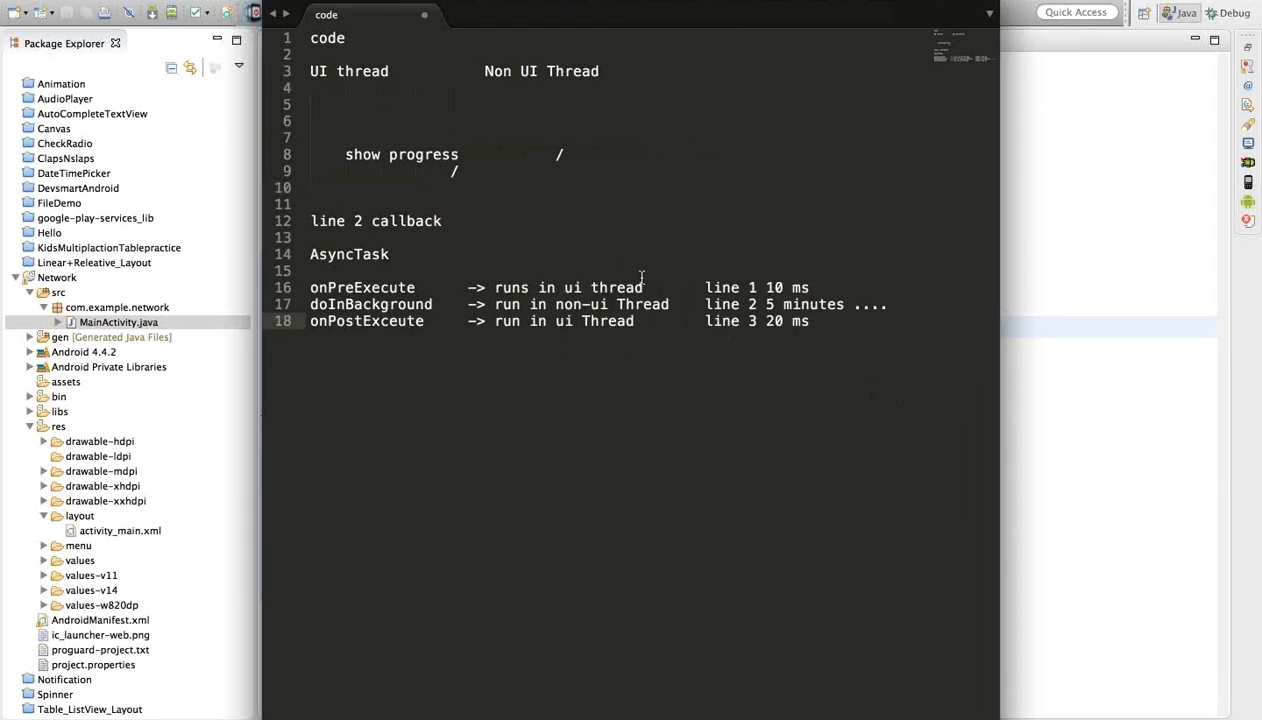 code
Quick Access
Java
Debug
Package Explorer
Animation
AudioPlayer
AutoCompleteTextView
Canvas
CheckRadio
ClapsNslaps
DateTimePicker
DevsmartAndroid
FileDemo
google-play-services_lib
Hello
KidsMultiplactionTablepractice
Linear+Releative_Layout
Network
src
com.example.network
MainActivity.java
gen [Generated Java Files]
Android 4.4.2
Android Private Libraries
assets
bin
libs
res
drawable-hdpi
drawable-ldpi
drawable-mdpi
drawable-xhdpi
drawable-xxhdpi
layout
activity_main.xml
menu
values
values-v11
values-v14
values-w820dp
AndroidManifest.xml
ic_launcher-web.png
proguard-project.txt
project.properties
Notification
Spinner
Table_ListView_Layout
1 code
2
3 UI thread Non UI Thread
4
5
6
7
8 show progress /
9 /
10
11
12 line 2 callback
13
14 AsyncTask
15
16 onPreExecute -> runs in ui thread line 1 10 ms
17 doInBackground -> run in non-ui Thread line 2 5 minutes ....
18 onPostExceute -> run in ui Thread line 3 20 ms